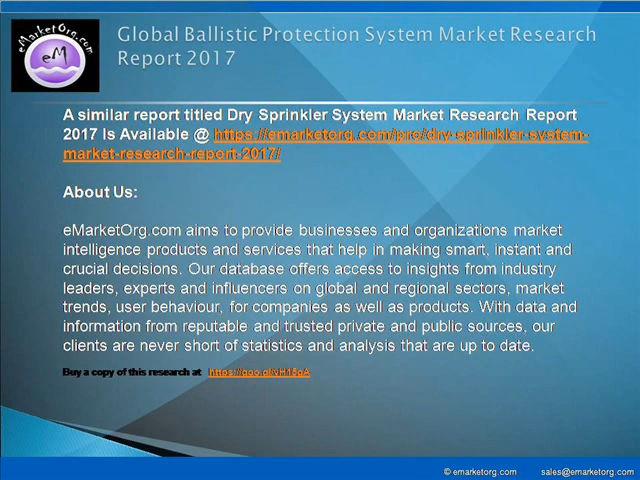 eMarketOrg.com
eM
Global Ballistic Protection System Market Research
Report 2017
A similar report titled Dry Sprinkler System Market Research Report
2017 Is Available @ https://emarketorg.com/pro/dry-sprinkler-system-
market-research-report-2017/
About Us:
eMarketOrg.com aims to provide businesses and organizations market
intelligence products and services that help in making smart, instant and
crucial decisions. Our database offers access to insights from industry
leaders, experts and influencers on global and regional sectors, market
trends, user behaviour, for companies as well as products. With data and
information from reputable and trusted private and public sources, our
clients are never short of statistics and analysis that are up to date.
Buy a copy of this research at
© emarketorg.com sales@emarketorg.com